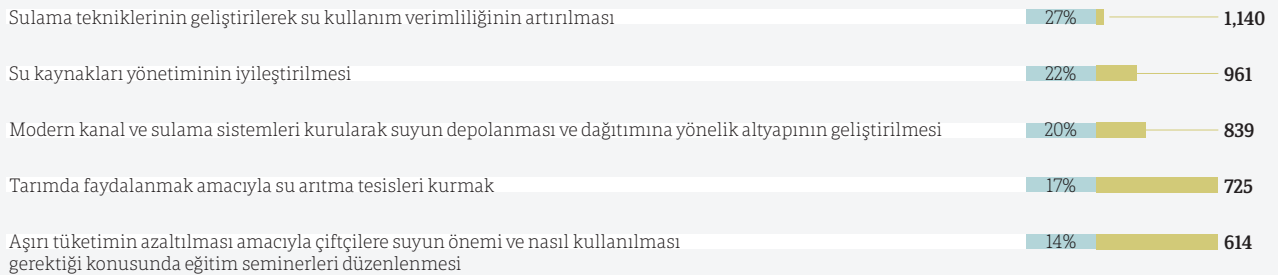 Sulama tekniklerinin geliştirilerek su kullanım verimliliğinin artırılması 27% 1,140
Su kaynakları yönetiminin iyileştirilmesi 22% 961
Modern kanal ve sulama sistemleri kurularak suyun depolanması ve dağıtımına yönelik altyapının geliştirilmesi 20% 839
Tarımda faydalanmak amacıyla su arıtma tesisleri kurmak 17% 725
Aşırı tüketimin azaltılması amacıyla çiftçilere suyun önemi ve nasıl kullanılması 14% 614
gerektiği konusunda eğitim seminerleri düzenlenmesi